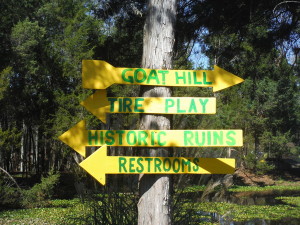 GOAT HILL
TIRE PLAY
HISTORIC RUINS
RESTROOMS